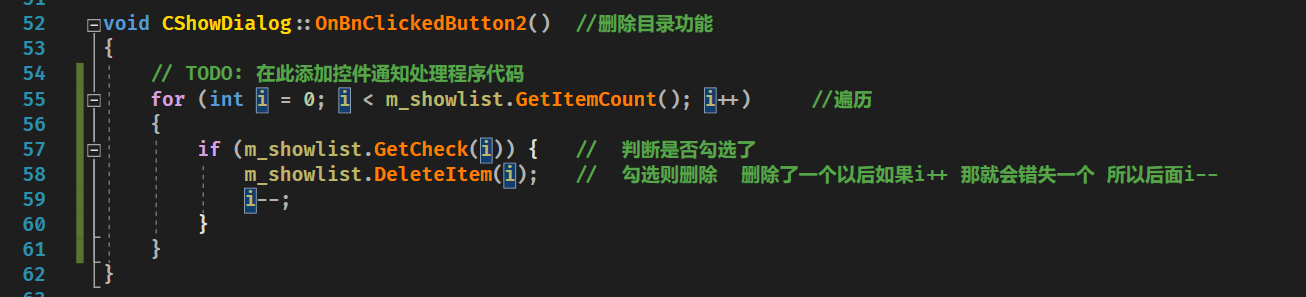 52 void CShowDialog::OnBnClickedButton2()  //删除目录功能
53 {
54     // TODO: 在此添加控件通知处理程序代码
55     for (int i = 0; i < m_showlist.GetItemCount(); i++)     //遍历
56     {
57         if (m_showlist.GetCheck(i)) {   //  判断是否勾选了
58             m_showlist.DeleteItem(i);   //  勾选则删除  删除了一个以后如果i++ 那就会错失一个 所以后面i--
59             i--;
60         }
61     }
62 }